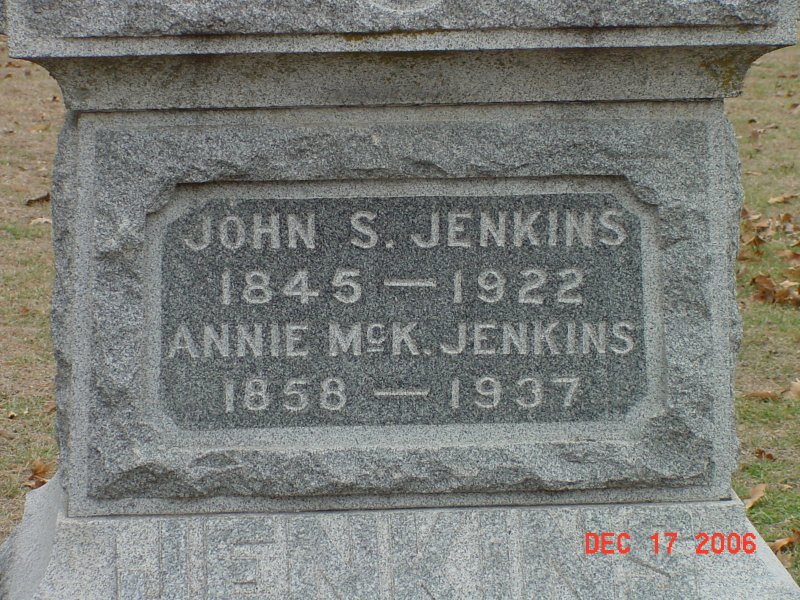 JOHN S. JENKINS
1845 — 1922
ANNIE McK. JENKINS
1858 — 1937
JENKINS
DEC 17 2006